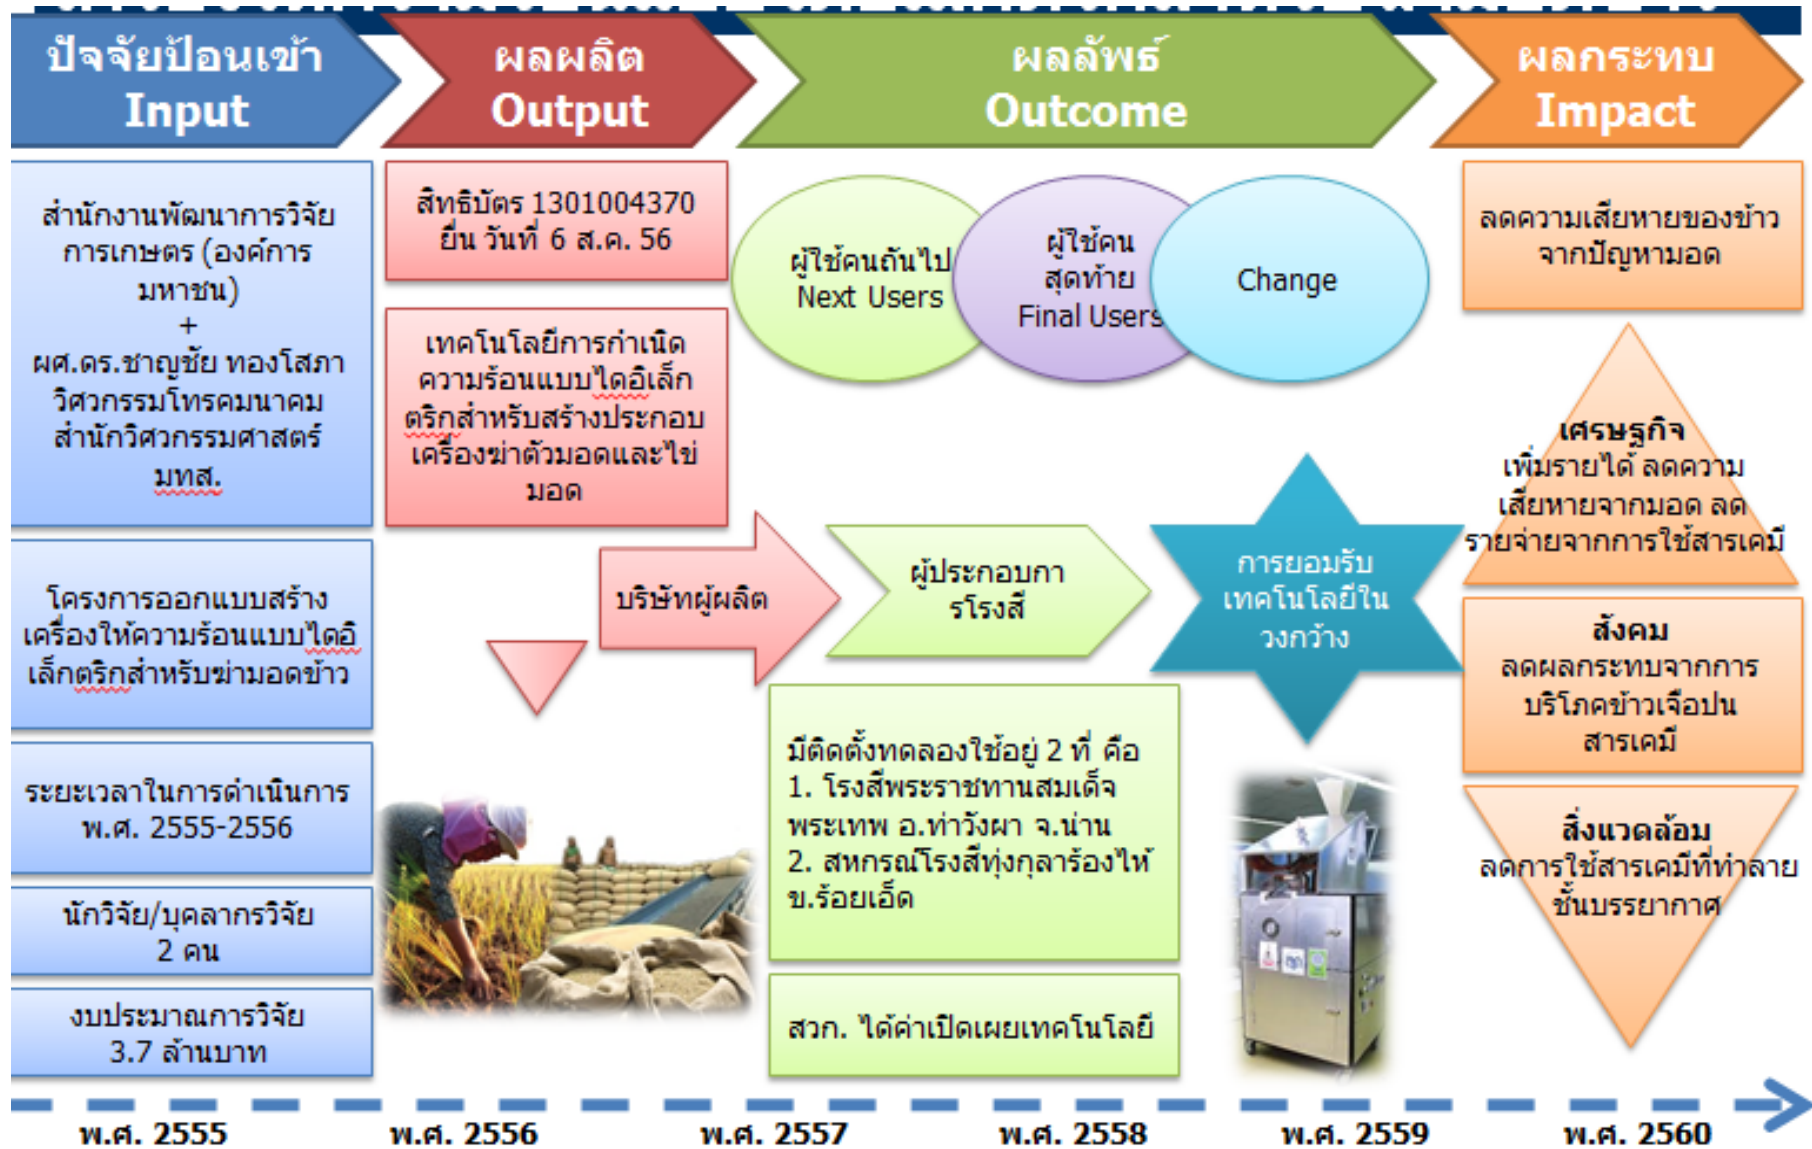 ปัจจัยป้อนเข้า
Input
ผลผลิต
Output
ผลลัพธ์
Outcome
ผลกระทบ
Impact
สำนักงานพัฒนาการวิจัย
การเกษตร (องค์การ
มหาชน)
+
ผศ.ดร.ชาญชัย ทองโสภา
วิศวกรรมโทรคมนาคม
สำนักวิศวกรรมศาสตร์
มทส.
โครงการออกแบบสร้าง
เครื่องให้ความร้อนแบบไดอิ
เล็กตริกสำหรับฆ่ามอดข้าว
ระยะเวลาในการดำเนินการ
พ.ศ. 2555-2556
นักวิจัย/บุคลากรวิจัย
2 คน
งบประมาณการวิจัย
3.7 ล้านบาท
สิทธิบัตร 1301004370
ยื่น วันที่ 6 ส.ค. 56
เทคโนโลยีการกำเนิด
ความร้อนแบบไดอิเล็ก
ตริกสำหรับสร้างประกอบ
เครื่องฆ่าตัวมอดและไข่
มอด
บริษัทผู้ผลิต
ผู้ใช้คนถันไป
Next Users
ผู้ใช้คน
สุดท้าย
Final Users
Change
ผู้ประกอบกา
รโรงสี
การยอมรับ
เทคโนโลยีใน
วงกว้าง
มีติดตั้งทดลองใช้อยู่ 2 ที่ คือ
1. โรงสีพระราชทานสมเด็จ
พระเทพ อ.ท่าวังผา จ.น่าน
2. สหกรณ์โรงสีทุ่งกุลาร้องไห้
ข.ร้อยเอ็ด
สวก. ได้ค่าเปิดเผยเทคโนโลยี
ลดความเสียหายของข้าว
จากปัญหามอด
เศรษฐกิจ
เพิ่มรายได้ ลดความ
เสียหายจากมอด ลด
รายจ่ายจากการใช้สารเคมี
สังคม
ลดผลกระทบจากการ
บริโภคข้าวเจือปน
สารเคมี
สิ่งแวดล้อม
ลดการใช้สารเคมีที่ทำลาย
ชั้นบรรยากาศ
พ.ศ. 2555
พ.ศ. 2556
พ.ศ. 2557
พ.ศ. 2558
พ.ศ. 2559
พ.ศ. 2560